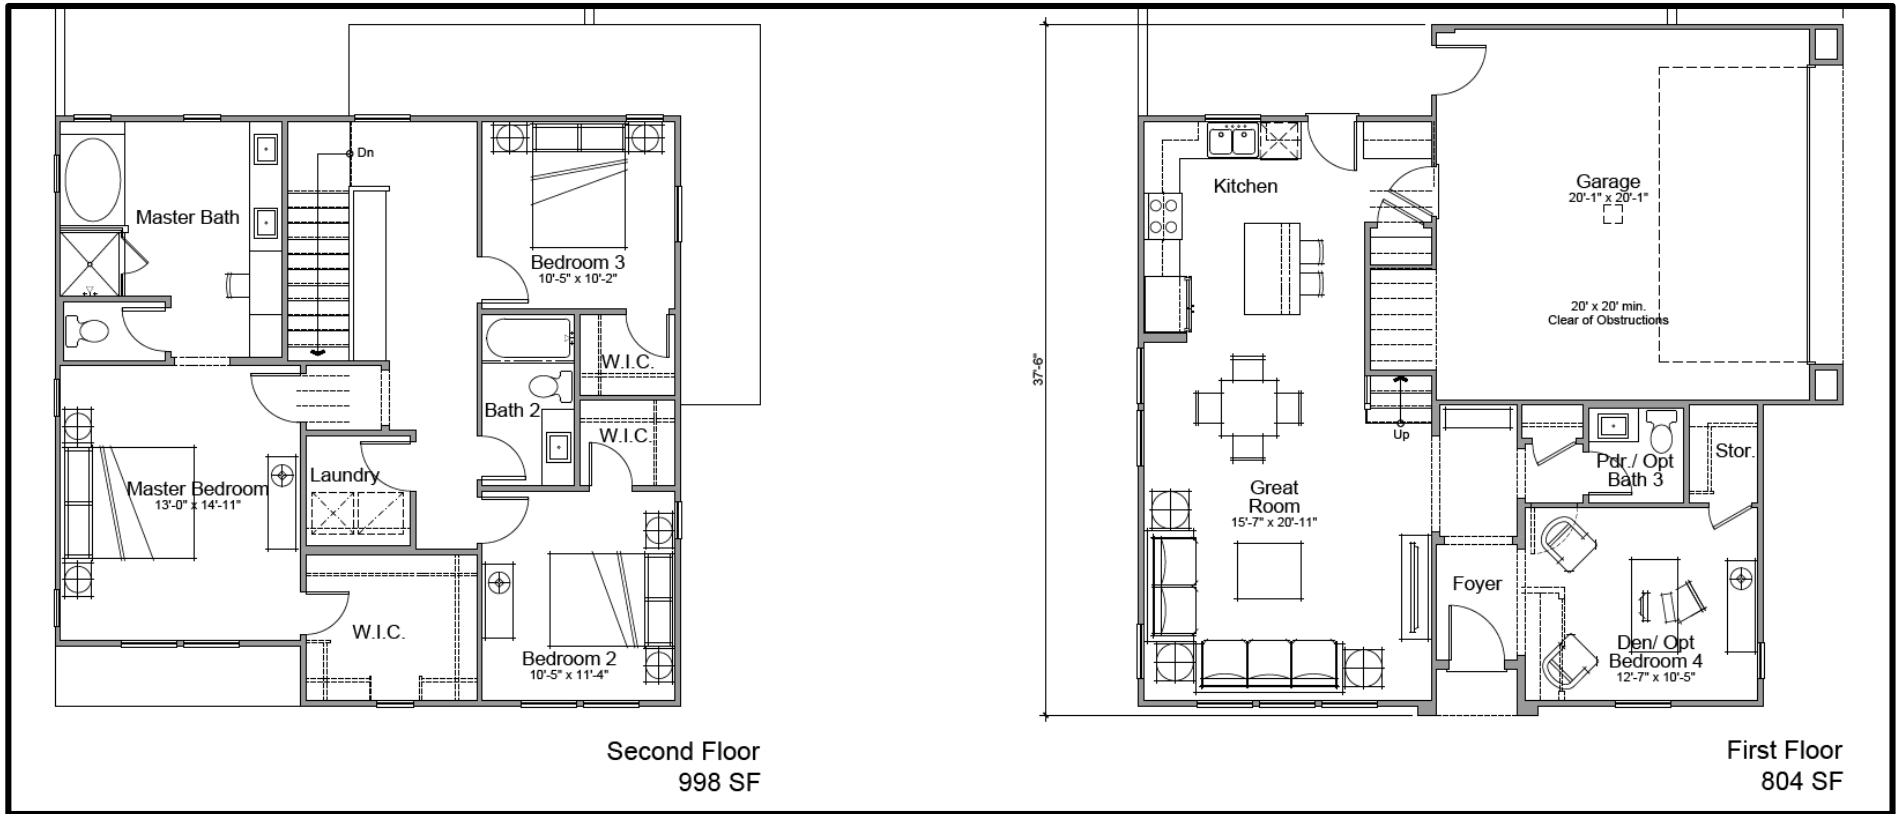 Dn
Master Bath
Bedroom 3
10'-5" x 10'-2"
W.I.C.
Bath 2
W.I.C.
Laundry
Master Bedroom
13'-0" x 14'-11"
W.I.C.
Bedroom 2
10'-5" x 11'-4"
Second Floor
998 SF
37'-6"
Kitchen
Garage
20'-1" x 20'-1"
20' x 20' min.
Clear of Obstructions
Up
Great
Room
15'-7" x 20'-11"
Pdr./ Opt
Bath 3
Stor.
Foyer
Den/ Opt
Bedroom 4
12'-7" x 10'-5"
First Floor
804 SF